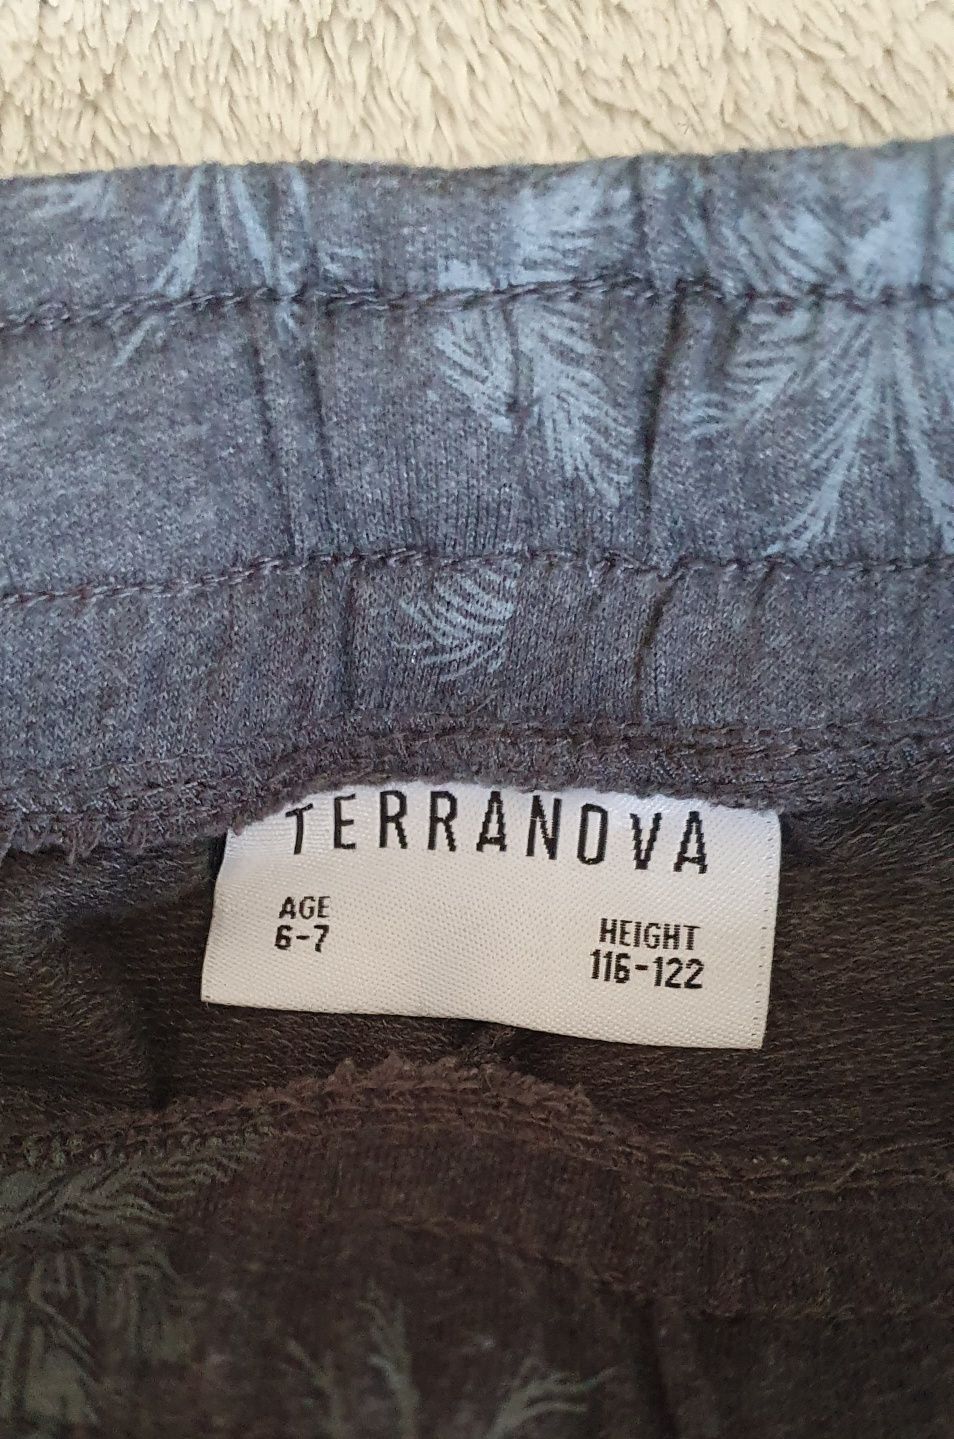 TERRANOVA
AGE
6-7
HEIGHT
116-122